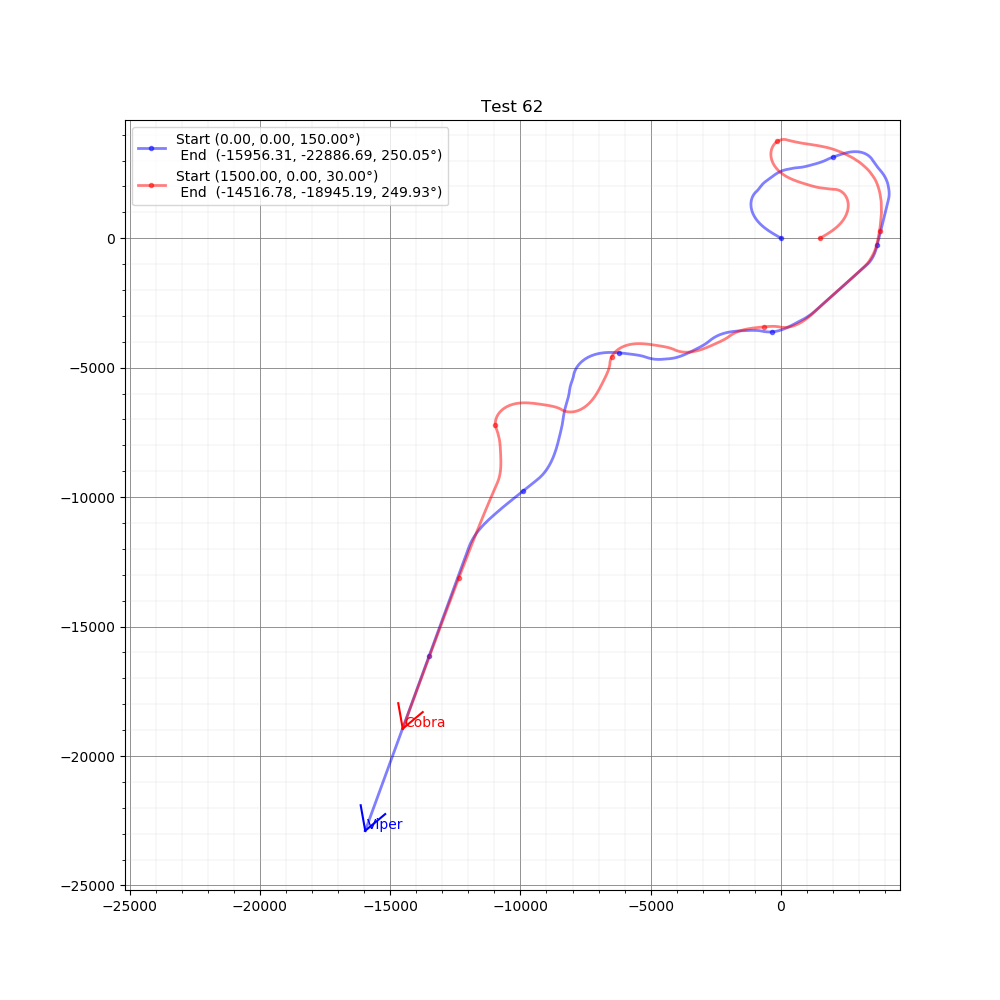 Test 62
Start (0.00, 0.00, 150.00°)
End (-15956.31, -22886.69, 250.05°)
Start (1500.00, 0.00, 30.00°)
End (-14516.78, -18945.19, 249.93°)
0
−5000
−10000
−15000
−20000
−25000
Cobra
Viper
−25000 −20000 −15000 −10000 −5000 0